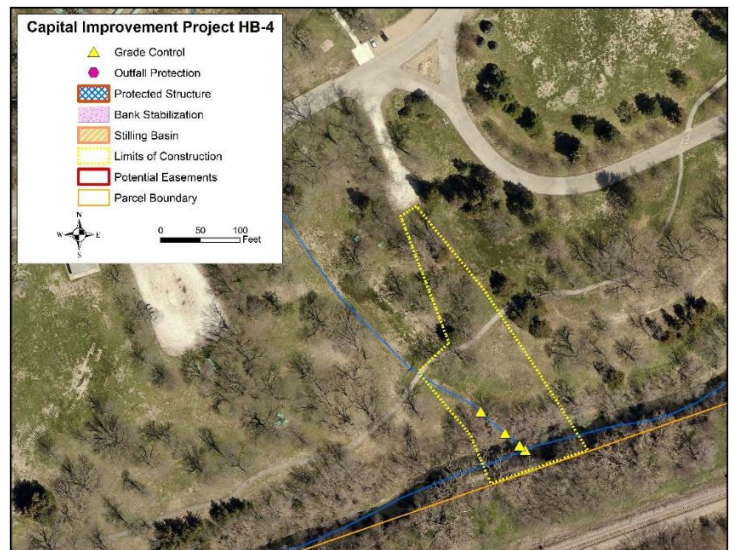 Capital Improvement Project HB-4
Grade Control
Outfall Protection
Protected Structure
Bank Stabilization
Stilling Basin
Limits of Construction
Potential Easements
Parcel Boundary
N
W E
S
0 50 100
Feet